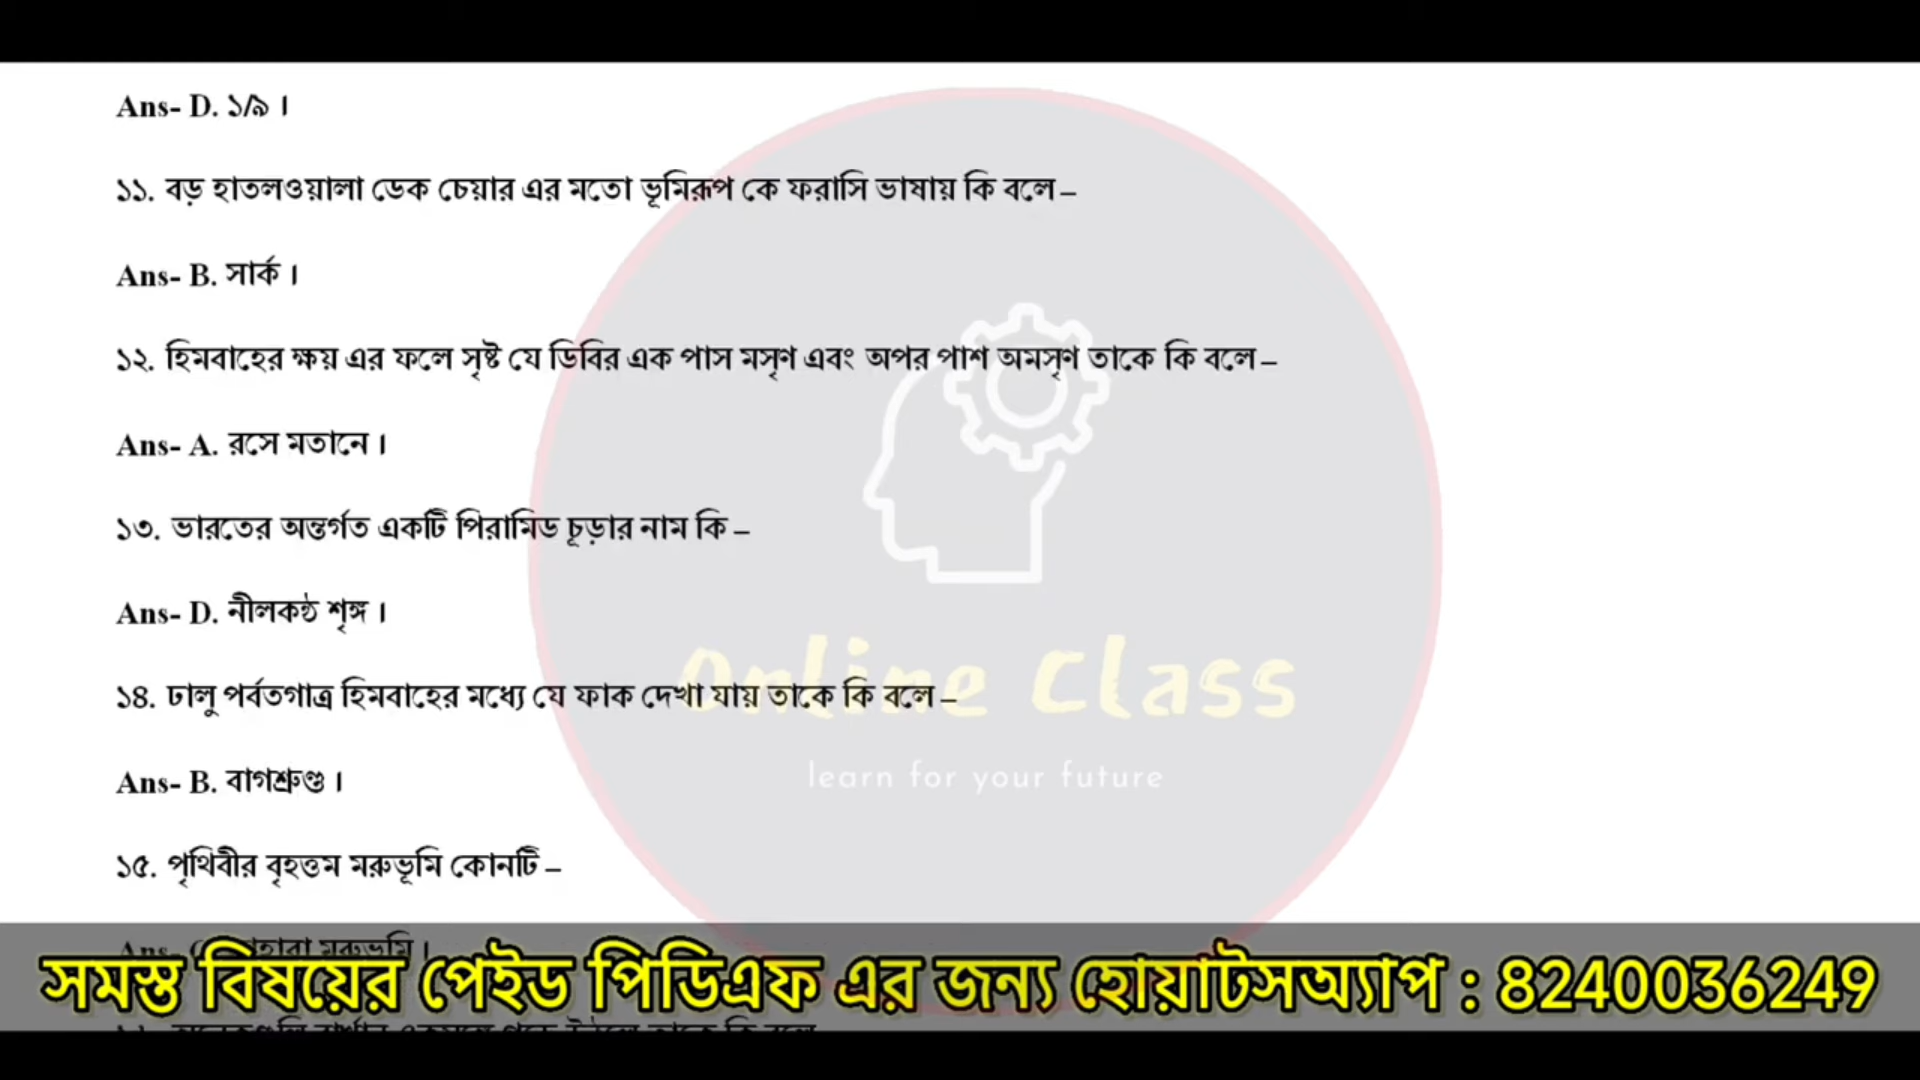 Ans- D. ১/৯ ।
১১. বড় হাতলওয়ালা ডেক চেয়ার এর মতো ভূমিরূপ কে ফরাসি ভাষায় কি বলে –
Ans- B. সার্ক ।
১২. হিমবাহের ক্ষয় এর ফলে সৃষ্ট যে ডিবির এক পাস মসৃণ এবং অপর পাশ অমসৃণ তাকে কি বলে –
Ans- A. রসে মতানে ।
১৩. ভারতের অন্তর্গত একটি পিরামিড চূড়ার নাম কি –
Ans- D. নীলকন্ঠ শৃঙ্গ ।
১৪. ঢালু পর্বতগাত্র হিমবাহের মধ্যে যে ফাক দেখা যায় তাকে কি বলে –
Online Class
Ans- B. বাগশ্রুণ্ড ।
learn for your future
১৫. পৃথিবীর বৃহত্তম মরুভূমি কোনটি –
Ans- মরুভূমি ।
সমস্ত বিষয়ের পেইড পিডিএফ এর জন্য হোয়াটসঅ্যাপ : 8240036249